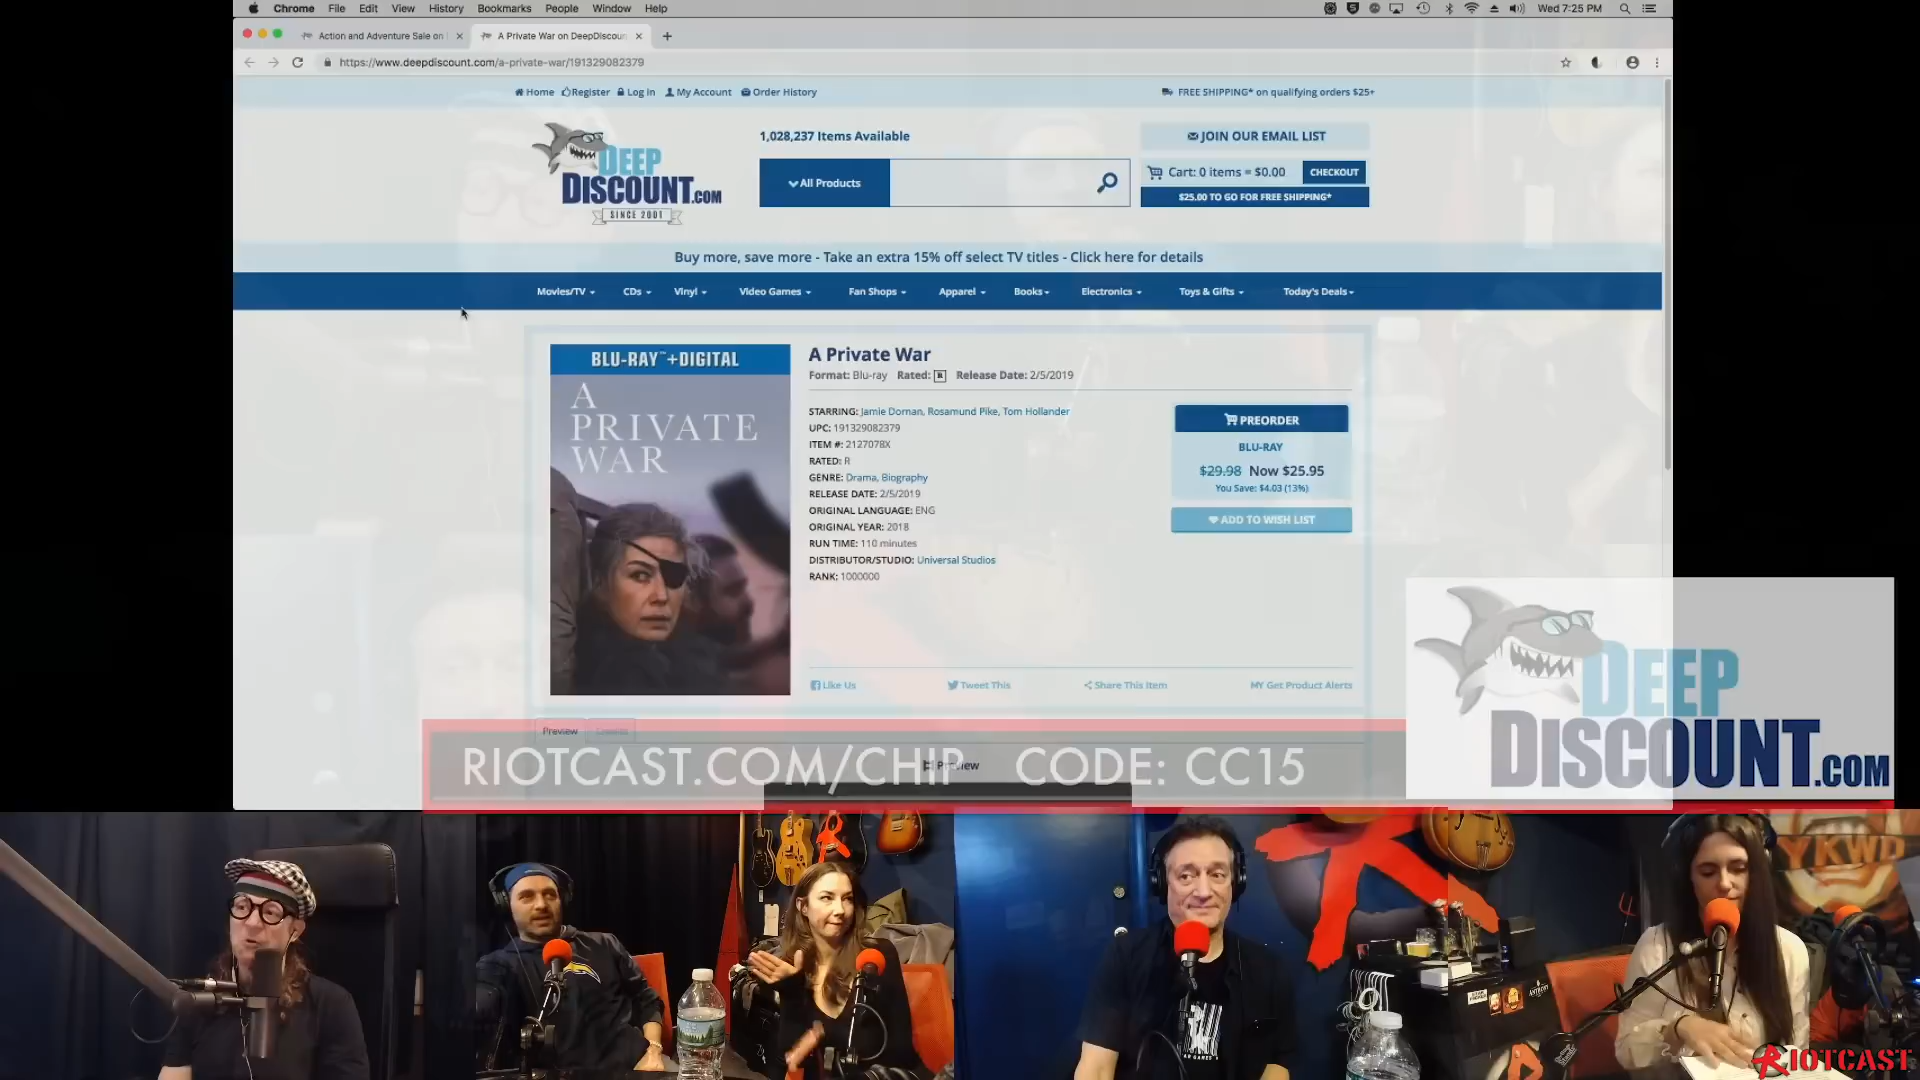 Chrome File Edit View History Bookmarks People Window Help
Wed 7:25 PM
Action and Adventure Sale on
A Private War on DeepDiscoun
https://www.deepdiscount.com/a-private-war/191329082379
Home Register Log in My Account Order History
FREE SHIPPING* on qualifying orders $25+
DEEP
DISCOUNT.COM
SINCE 2001
1,028,237 Items Available
All Products
JOIN OUR EMAIL LIST
Cart: 0 items = $0.00 CHECKOUT
$25.00 TO GO FOR FREE SHIPPING*
Buy more, save more - Take an extra 15% off select TV titles - Click here for details
Movies/TV CDs Vinyl Video Games Fan Shops Apparel Books Electronics Toys & Gifts Today's Deals
BLU-RAY™+DIGITAL
A
PRIVATE
WAR
A Private War
Format: Blu-ray Rated: R Release Date: 2/5/2019
STARRING: Jamie Dornan, Rosamund Pike, Tom Hollander
UPC: 191329082379
ITEM #: 2127078X
RATED: R
GENRE: Drama, Biography
RELEASE DATE: 2/5/2019
ORIGINAL LANGUAGE: ENG
ORIGINAL YEAR: 2018
RUN TIME: 110 minutes
DISTRIBUTOR/STUDIO: Universal Studios
RANK: 1000000
PREORDER
BLU-RAY
$29.98 Now $25.95
You Save: $4.03 (13%)
ADD TO WISH LIST
Like Us Tweet This Share This Item MY Get Product Alerts
Preview
Preview
RIOTCAST.COM/CHIP CODE: CC15
DEEP
DISCOUNT.COM
YKWD
RIOTCAST